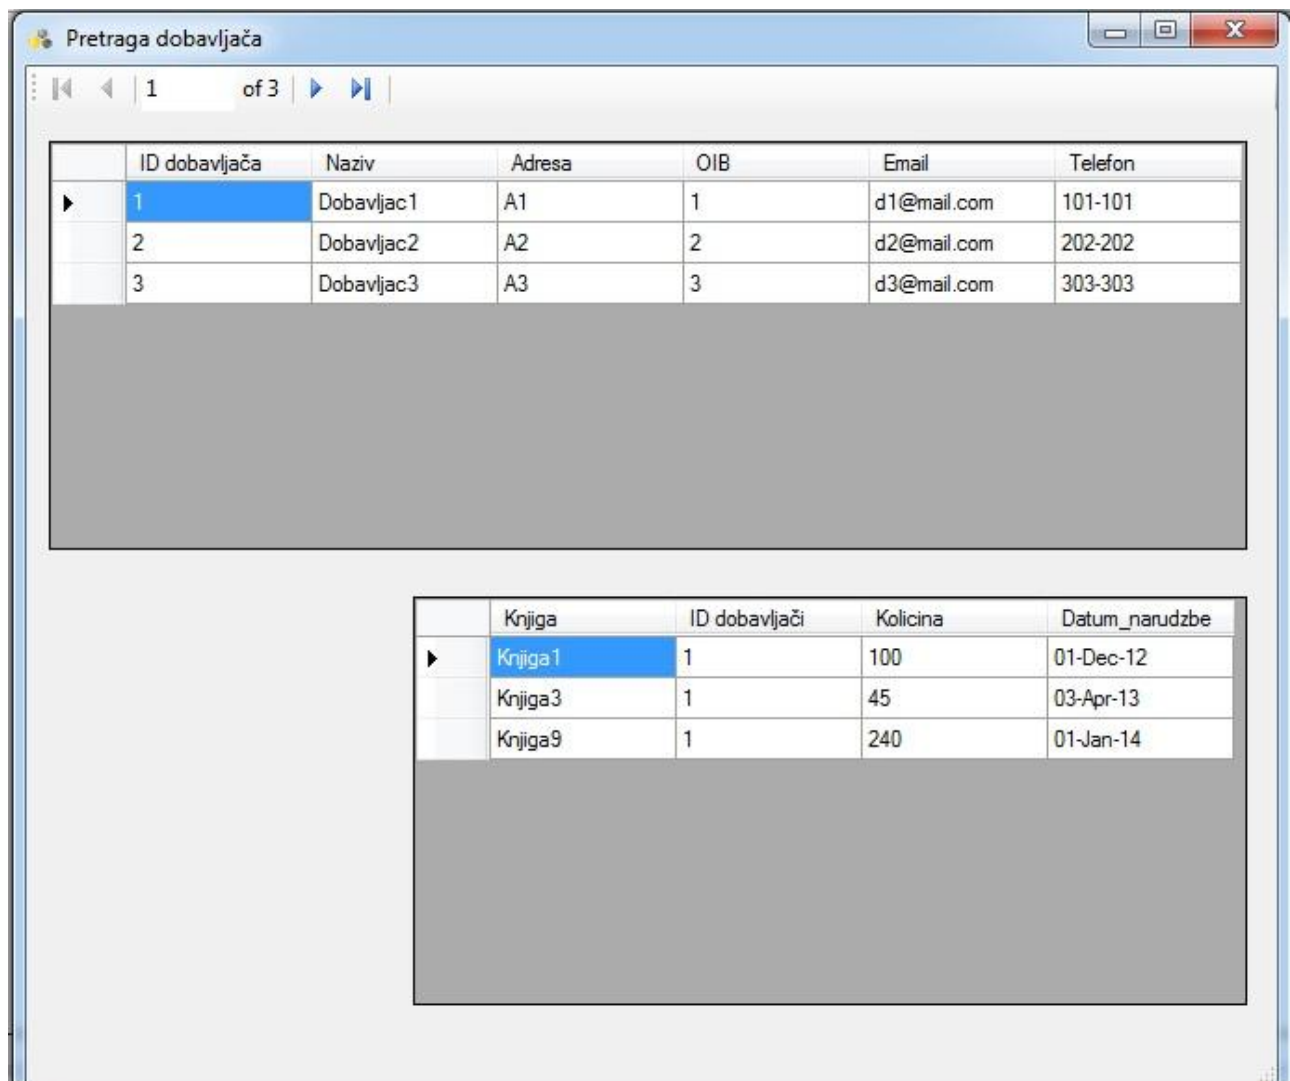 Pretraga dobavljača
1 of 3
ID dobavljača Naziv Adresa OIB Email Telefon
1 Dobavljac1 A1 1 d1@mail.com 101-101
2 Dobavljac2 A2 2 d2@mail.com 202-202
3 Dobavljac3 A3 3 d3@mail.com 303-303
Knjiga ID dobavljači Kolicina Datum_narudzbe
Knjiga1 1 100 01-Dec-12
Knjiga3 1 45 03-Apr-13
Knjiga9 1 240 01-Jan-14